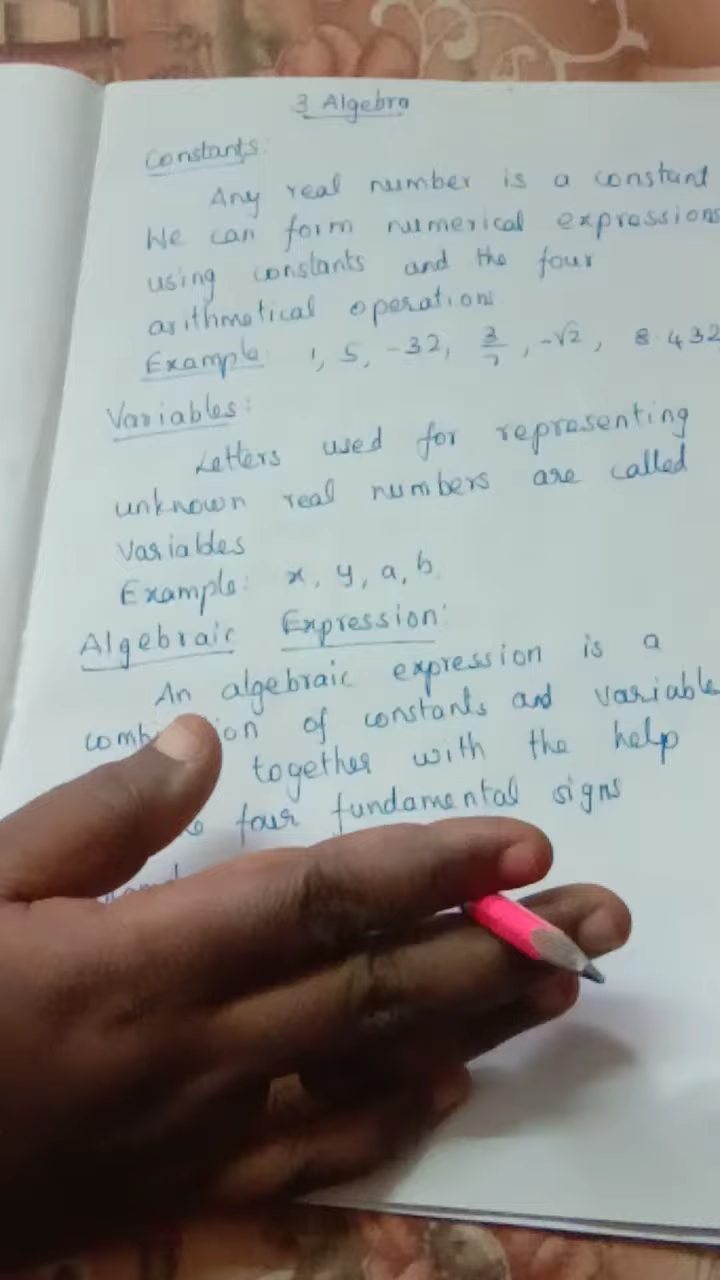 3 Algebra
Constants:
Any real number is a constant
We can form numerical expressions
using constants and the four
arithmetical operations
Example: 1, 5, -32, 3/7, -√2, 8.432
Variables:
Letters used for representing
unknown real numbers are called
Variables
Example: x, y, a, b.
Algebraic Expression:
An algebraic expression is a
of constants and variable
together with the help
four fundamental signs